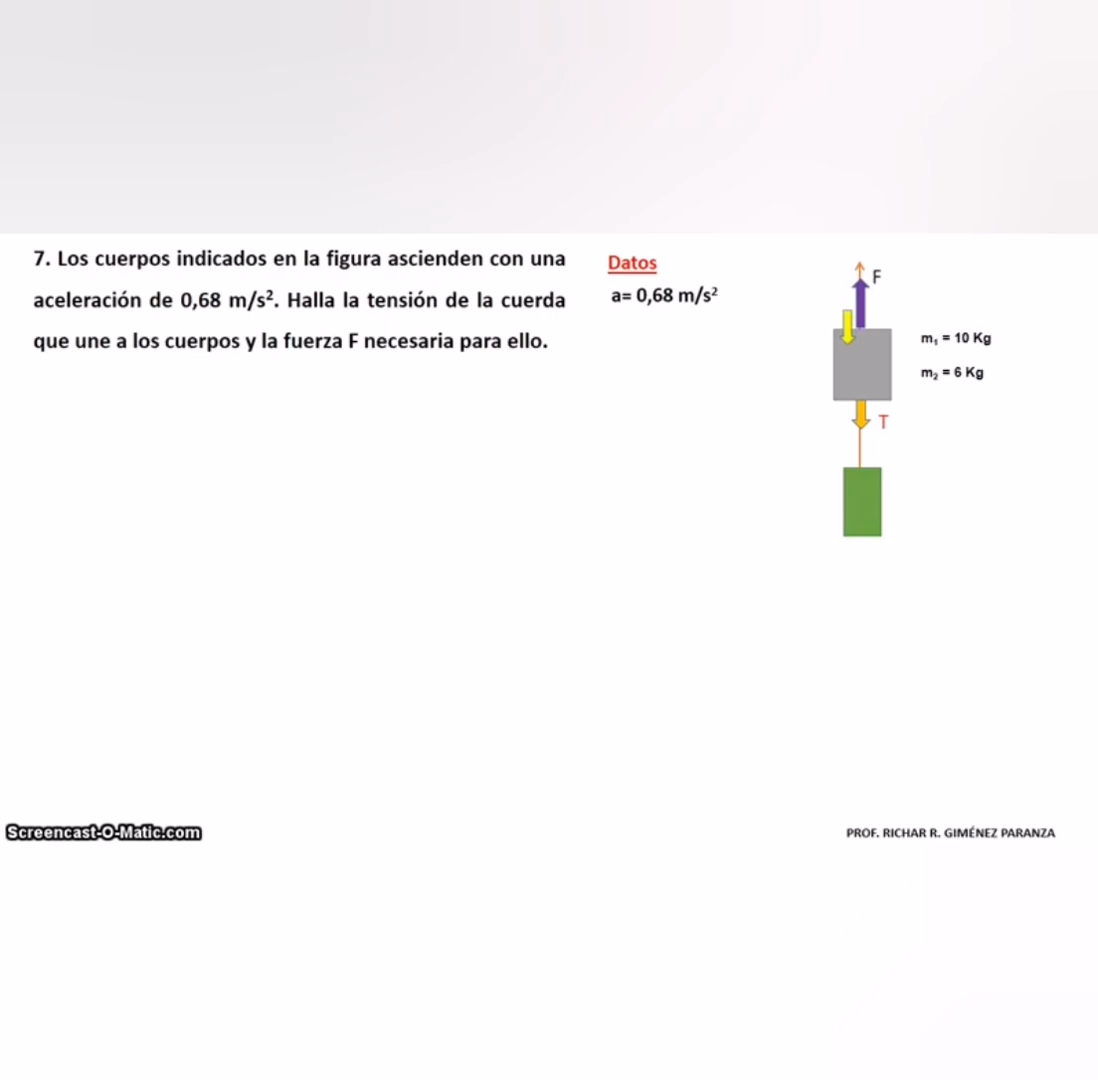 7. Los cuerpos indicados en la figura ascienden con una
aceleración de 0,68 m/s². Halla la tensión de la cuerda
que une a los cuerpos y la fuerza F necesaria para ello.
Datos
a= 0,68 m/s²
F
m₁ = 10 Kg
m₂ = 6 Kg
T
Screencast-O-Matic.com
PROF. RICHAR R. GIMÉNEZ PARANZA